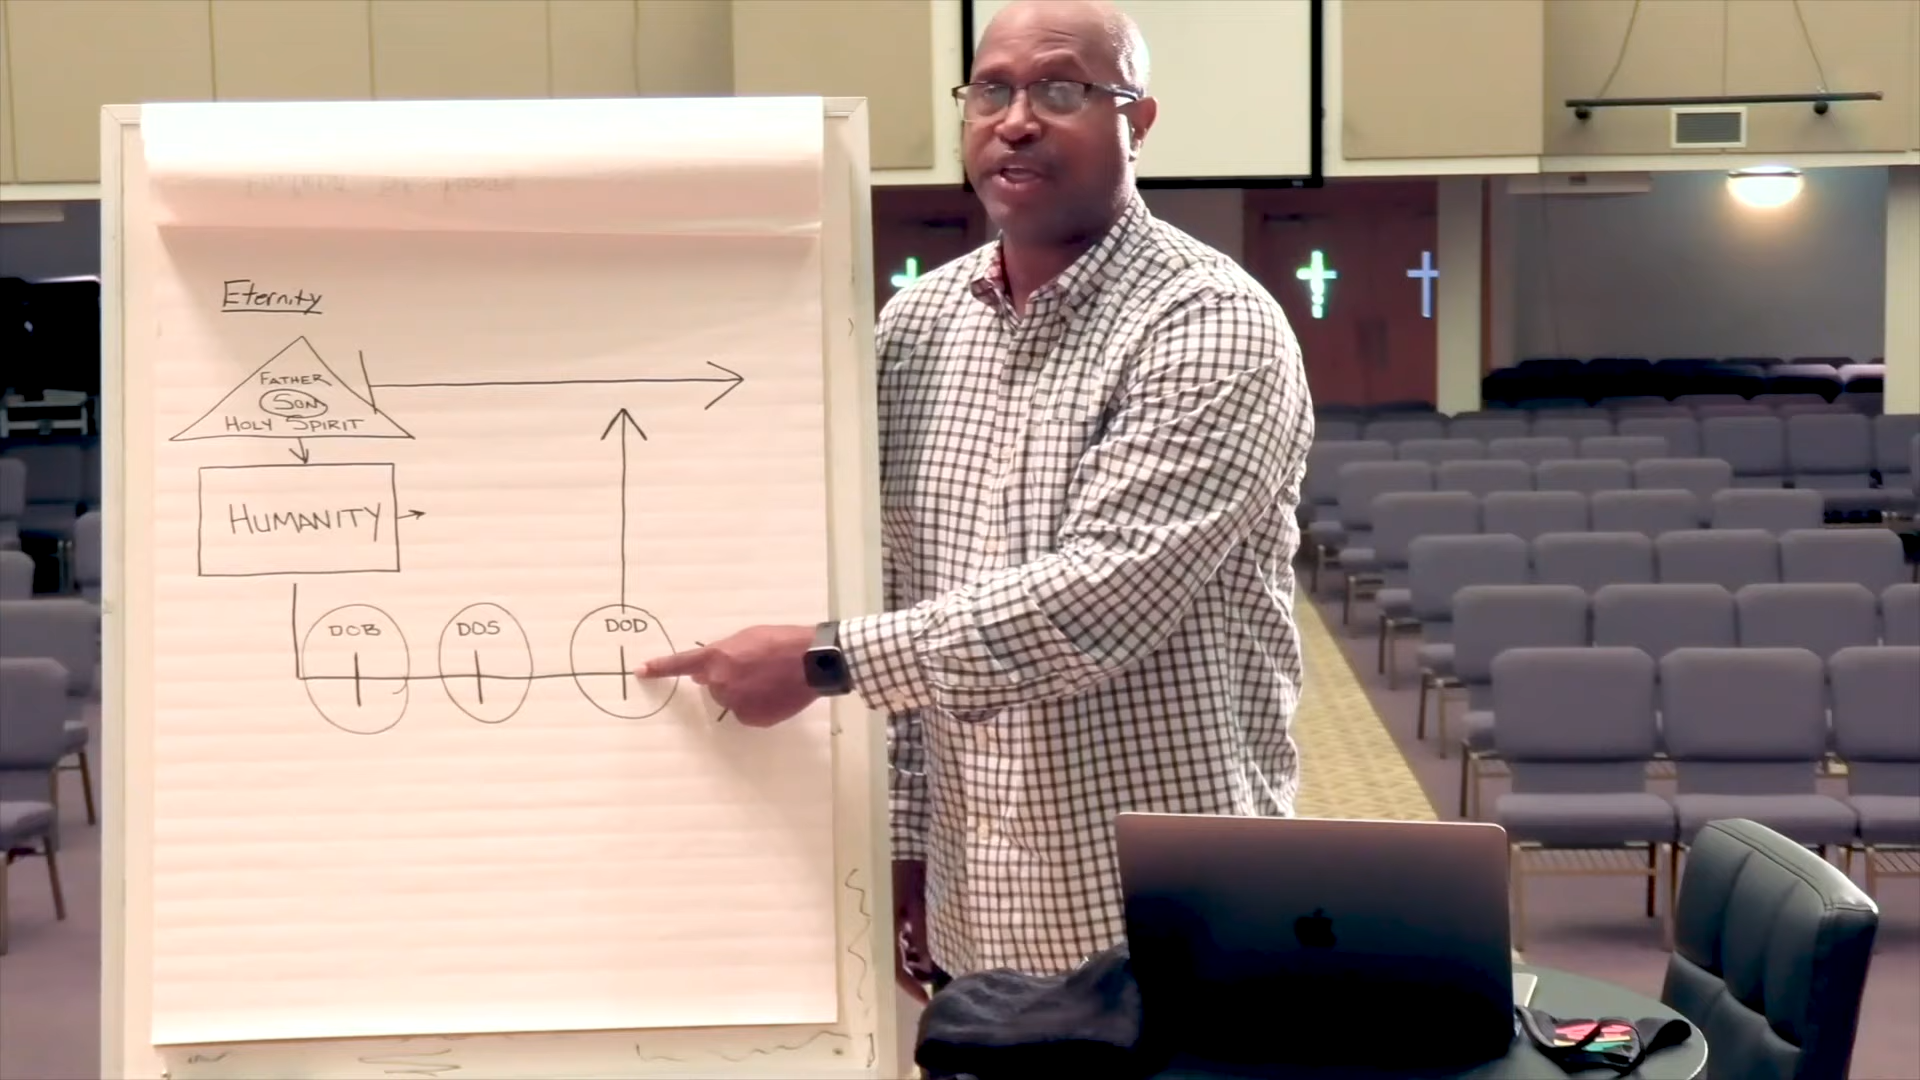 Eternity
FATHER
SON
HOLY SPIRIT
HUMANITY
DOB
DOS
DOD